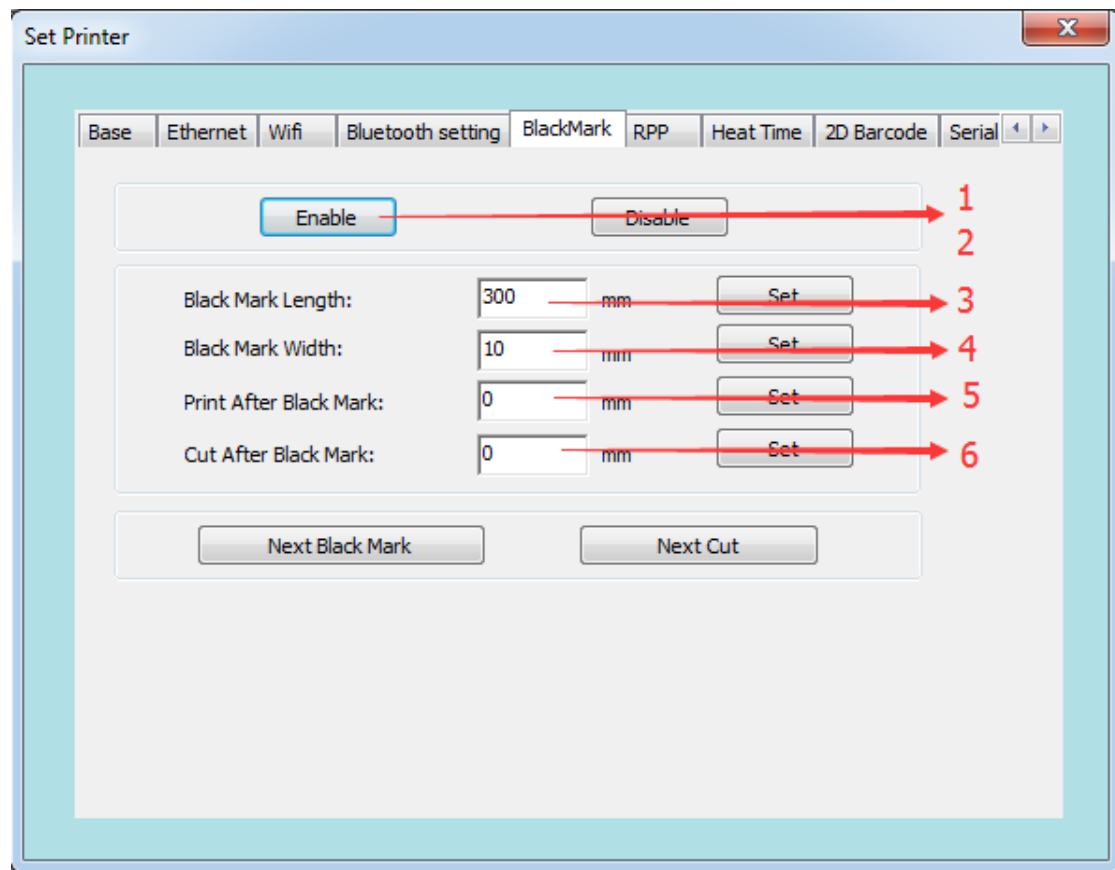 Set Printer
Base Ethernet Wifi Bluetooth setting BlackMark RPP Heat Time 2D Barcode Serial
Enable Disable 1
2
Black Mark Length: 300 mm Set 3
Black Mark Width: 10 mm Set 4
Print After Black Mark: 0 mm Set 5
Cut After Black Mark: 0 mm Set 6
Next Black Mark Next Cut